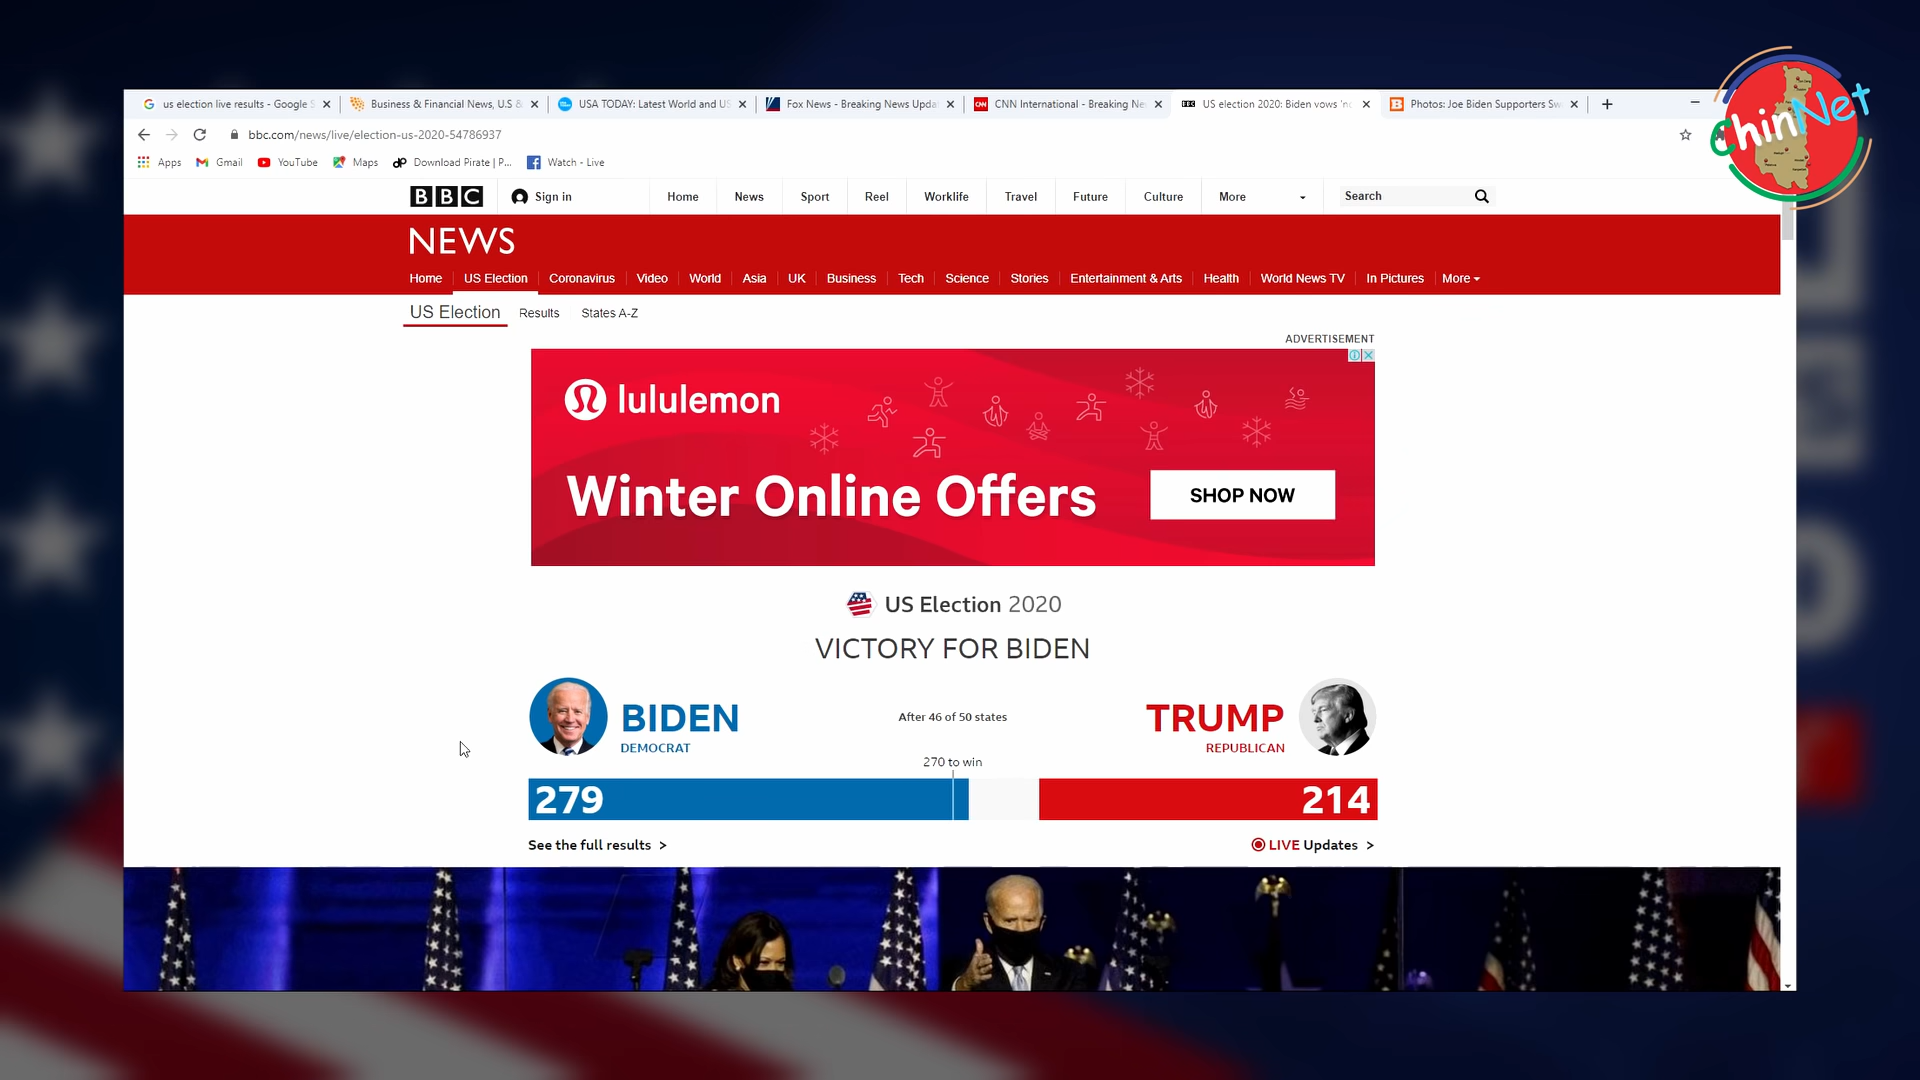 us election live results - Google S
Business & Financial News, U.S &
USA TODAY: Latest World and US
Fox News - Breaking News Upda
CNN International - Breaking Ne
US election 2020: Biden vows 'n
Photos: Joe Biden Supporters Sw
ChinNet
bbc.com/news/live/election-us-2020-54786937
Apps
Gmail
YouTube
Maps
Download Pirate | P...
Watch - Live
BBC
Sign in
Home
News
Sport
Reel
Worklife
Travel
Future
Culture
More
Search
NEWS
Home
US Election
Coronavirus
Video
World
Asia
UK
Business
Tech
Science
Stories
Entertainment & Arts
Health
World News TV
In Pictures
More
US Election
Results
States A-Z
ADVERTISEMENT
lululemon
Winter Online Offers
SHOP NOW
US Election 2020
VICTORY FOR BIDEN
BIDEN
DEMOCRAT
After 46 of 50 states
TRUMP
REPUBLICAN
270 to win
279
214
See the full results >
LIVE Updates >